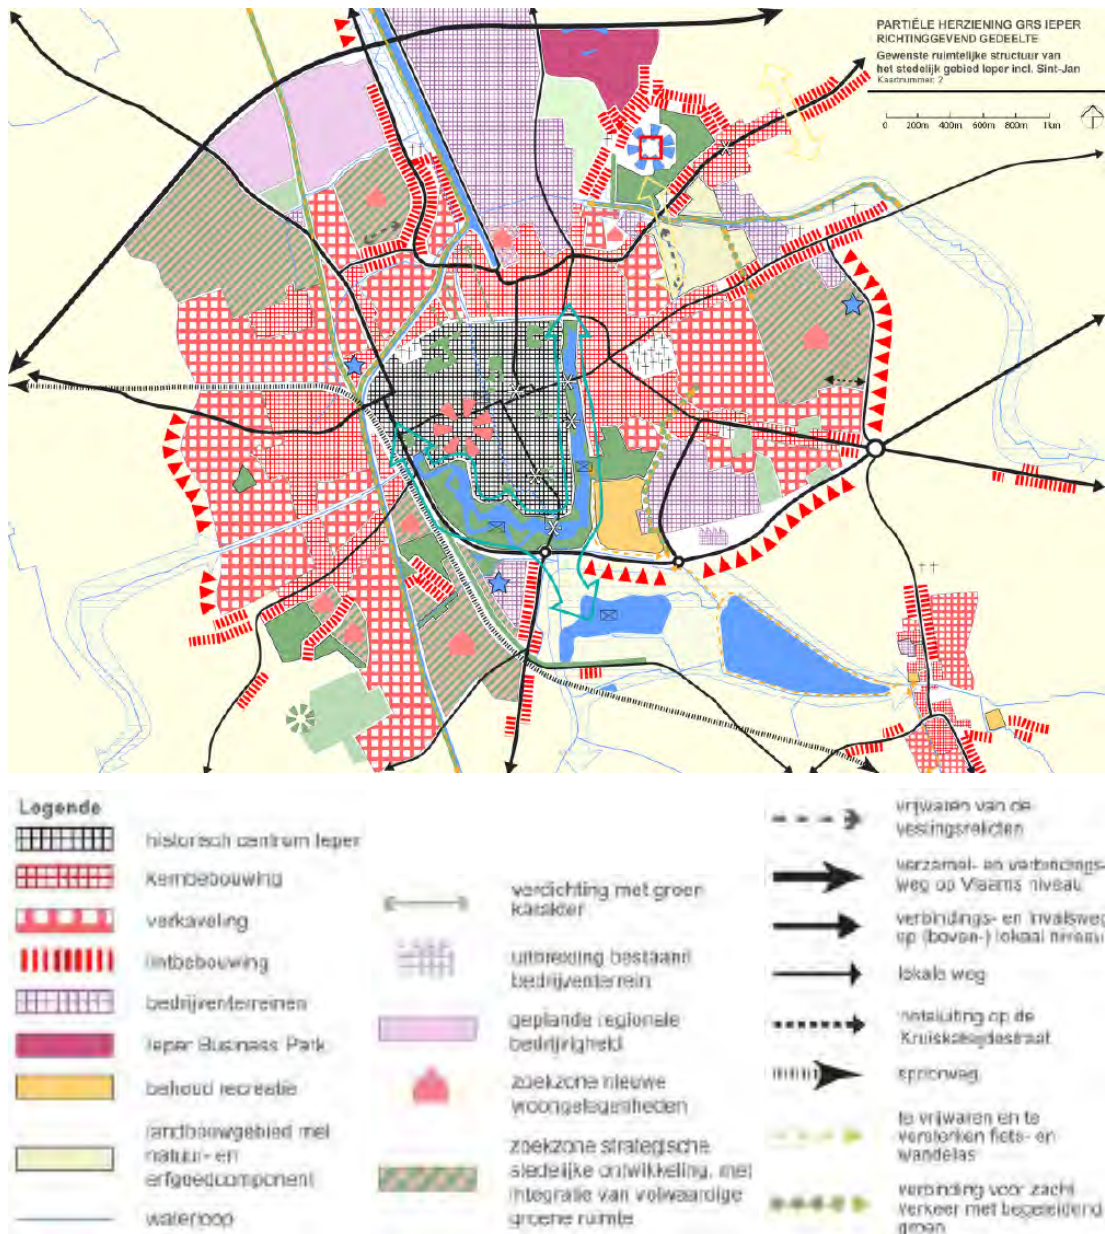 PARTIËLE HERZIENING GRS IEPER
RICHTINGGEVEND GEDEELTE
Gewenste ruimtelijke structuur van
het stedelijk gebied Ieper incl. Sint-Jan
Kaartnummer: 2
0 200m 400m 600m 800m 1km
Legende
historisch centrum Ieper
kernbebouwing
verkaveling
lintbebouwing
bedrijventerreinen
Ieper Business Park
behoud recreatie
landbouwgebied met
natuur- en
erfgoedcomponent
waterloop
verdichting met groen
karakter
uitbreiding bestaand
bedrijventerrein
geplande regionale
bedrijvigheid
zoekzone nieuwe
woongelegenheden
zoekzone strategische
stedelijke ontwikkeling, met
integratie van volwaardige
groene ruimte
vrijwaren van de
vestingsrelicten
verzamel- en verbindings-
weg op Vlaams niveau
verbindings- en invalsweg
op (boven-) lokaal niveau
lokale weg
ontsluiting op de
Kruiskalsijdestraat
spoorweg
te vrijwaren en te
versterken fiets- en
wandelas
verbinding voor zacht
verkeer met begeleidend
groen